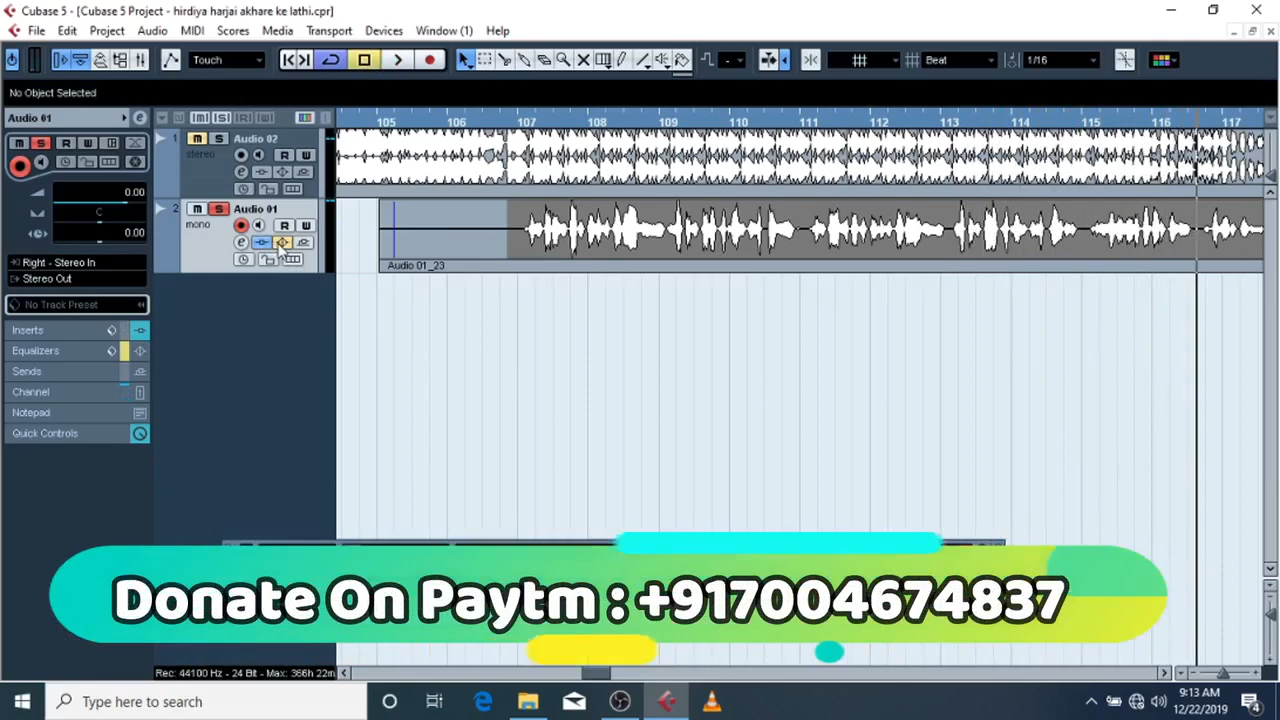 Cubase 5 - [Cubase 5 Project - hirdiya harjai akhare ke lathi.cpr]
File Edit Project Audio MIDI Scores Media Transport Devices Window (1) Help
Touch Beat 1/16
No Object Selected
Audio 01
105 106 107 108 109 110 111 112 113 114 115 116 117
M S R W
0.00
C
0.00
Right - Stereo In
Stereo Out
No Track Preset
Inserts
Equalizers
Sends
Channel
Notepad
Quick Controls
1 M S Audio 02
stereo R W
2 M S Audio 01
mono R W
Audio 01_23
Donate On Paytm : +917004674837
Rec: 44100 Hz - 24 Bit - Max: 366h 22m
Type here to search
9:13 AM
12/22/2019
4